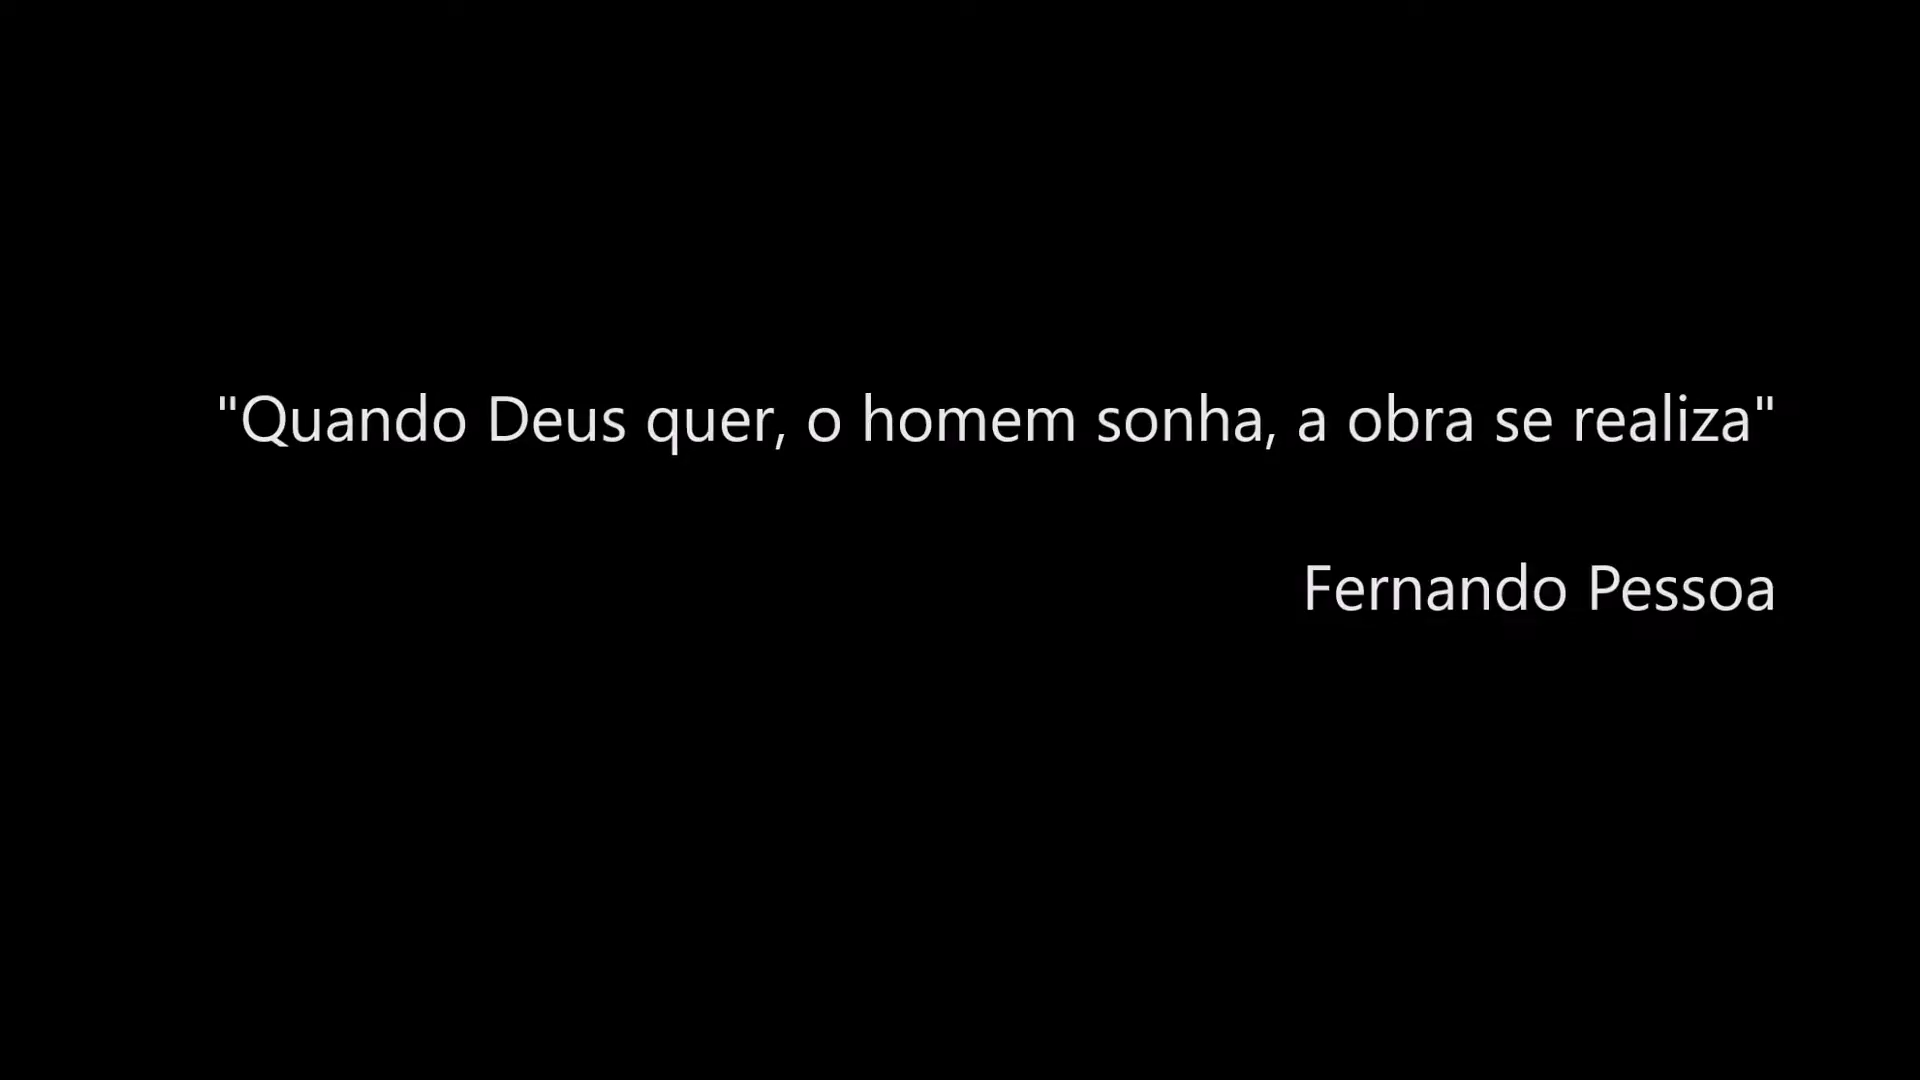 "Quando Deus quer, o homem sonha, a obra se realiza"
Fernando Pessoa